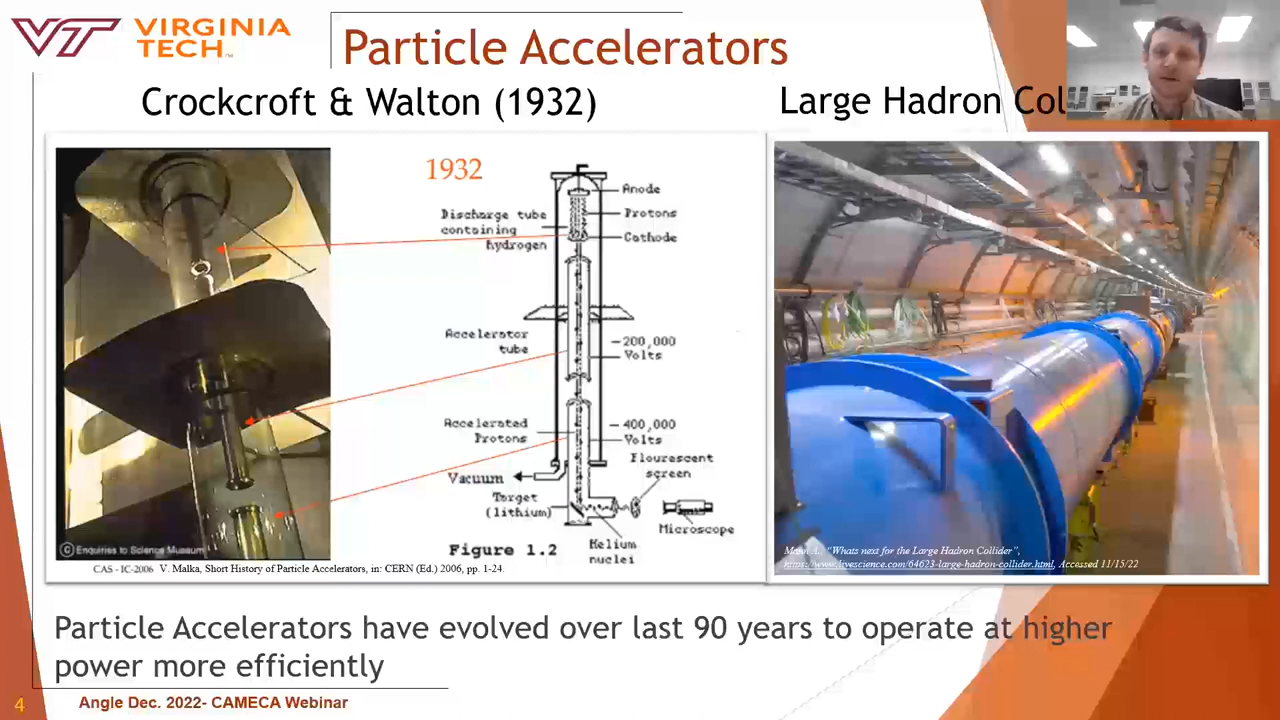 VIRGINIA
TECH™
Particle Accelerators
Crockcroft & Walton (1932)
Large Hadron Col
1932
Anode
Discharge tube
containing
hydrogen
Protons
Cathode
Accelerator
tube
-200,000
Volts
Accelerated
Protons
-400,000
Volts
Flourescent
screen
Vacuum
Target
(lithium)
Microscope
Helium
nuclei
Figure 1.2
© Enquiries to Science Museum
CAS - IC-2006 V. Malka, Short History of Particle Accelerators, in: CERN (Ed.) 2006, pp. 1-24.
A., "Whats next for the Large Hadron Collider",
https://www.livescience.com/64623-large-hadron-collider.html, Accessed 11/15/22
Particle Accelerators have evolved over last 90 years to operate at higher
power more efficiently
4
Angle Dec. 2022- CAMECA Webinar